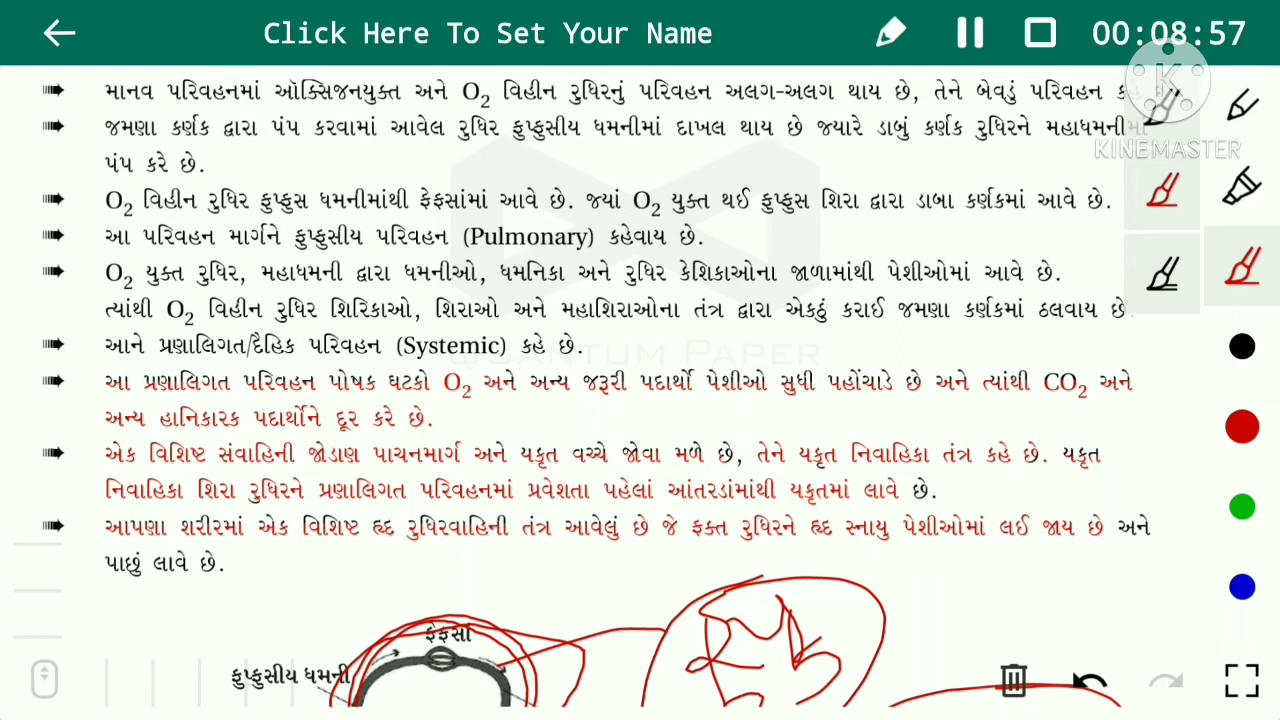 Click Here To Set Your Name 00:08:57
માનવ પરિવહનમાં ઑક્સિજનયુક્ત અને O₂ વિહીન રુધિરનું પરિવહન અલગ-અલગ થાય છે, તેને બેવડું પરિવહન
જમણા કર્ણક દ્વારા પંપ કરવામાં આવેલ રુધિર ફુપ્ફુસીય ધમનીમાં દાખલ થાય છે જયારે ડાબું કર્ણક રુધિરને મહાધમનીમાં
KINEMASTER
પંપ કરે છે.
O₂ વિહીન રુધિર ફુપ્ફુસ ધમનીમાંથી ફેફસાંમાં આવે છે. જયાં O₂ યુક્ત થઈ ફુપ્ફુસ શિરા દ્વારા ડાબા કર્ણકમાં આવે છે.
આ પરિવહન માર્ગને ફુપ્ફુસીય પરિવહન (Pulmonary) કહેવાય છે.
O₂ યુક્ત રુધિર, મહાધમની દ્વારા ધમનીઓ, ધમનિકા અને રુધિર કેશિકાઓના જાળામાંથી પેશીઓમાં આવે છે.
ત્યાંથી O₂ વિહીન રુધિર શિરિકાઓ, શિરાઓ અને મહાશિરાઓના તંત્ર દ્વારા એકઠું કરાઈ જમણા કર્ણકમાં ઠલવાય છે.
આને પ્રણાલિગત/દૈહિક પરિવહન (Systemic) કહે છે.
QUANTUM PAPER
આ પ્રણાલિગત પરિવહન પોષક ઘટકો O₂ અને અન્ય જરૂરી પદાર્થો પેશીઓ સુધી પહોંચાડે છે અને ત્યાંથી CO₂ અને
અન્ય હાનિકારક પદાર્થોને દૂર કરે છે.
એક વિશિષ્ટ સંવાહિની જોડાણ પાચનમાર્ગ અને યકૃત વચ્ચે જોવા મળે છે, તેને યકૃત નિવાહિકા તંત્ર કહે છે. યકૃત
નિવાહિકા શિરા રુધિરને પ્રણાલિગત પરિવહનમાં પ્રવેશતા પહેલાં આંતરડાંમાંથી યકૃતમાં લાવે છે.
આપણા શરીરમાં એક વિશિષ્ટ હૃદ રુધિરવાહિની તંત્ર આવેલું છે જે ફક્ત રુધિરને હૃદ સ્નાયુ પેશીઓમાં લઈ જાય છે અને
પાછું લાવે છે.
ફેફસાં
ફુપ્ફુસીય ધમની